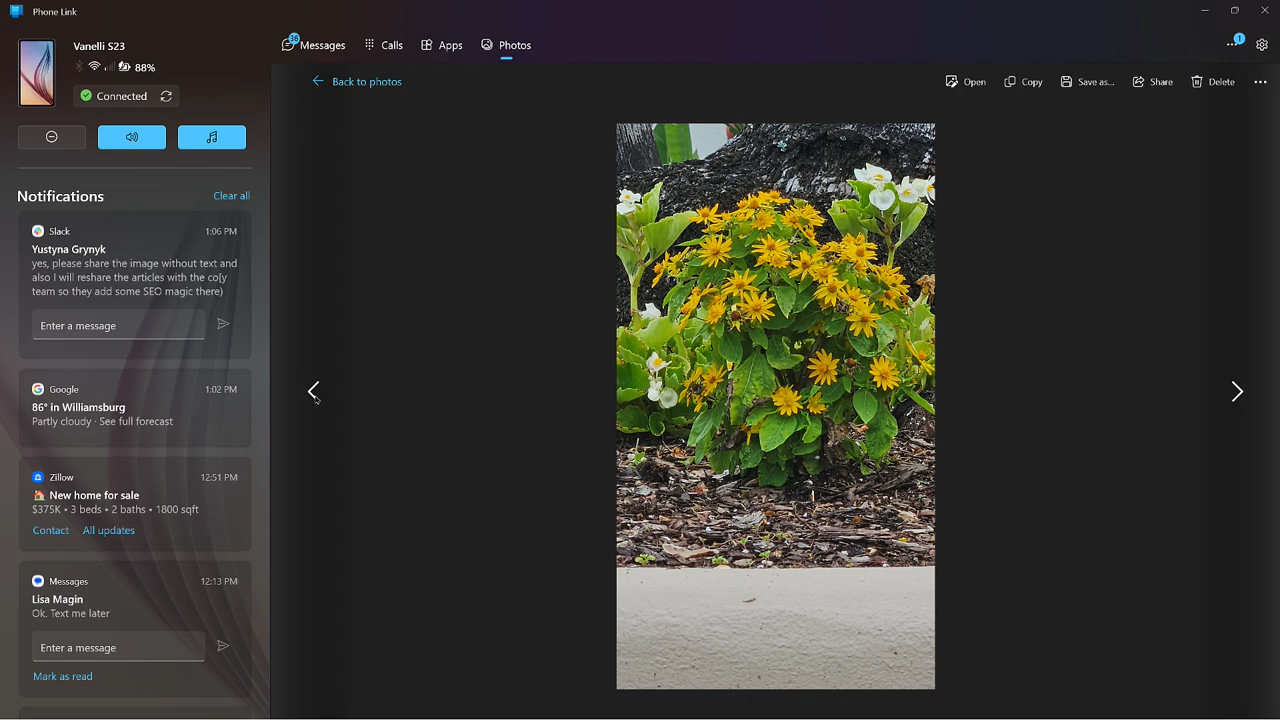 Phone Link
Vanelli S23
88%
Connected
36
Messages
Calls
Apps
Photos
1
Back to photos
Open
Copy
Save as...
Share
Delete
Notifications
Clear all
Slack
1:06 PM
Yustyna Grynyk
yes, please share the image without text and
also I will reshare the articles with the co[y
team so they add some SEO magic there)
Enter a message
Google
1:02 PM
86° in Williamsburg
Partly cloudy · See full forecast
Zillow
12:51 PM
🏠 New home for sale
$375K • 3 beds • 2 baths • 1800 sqft
Contact All updates
Messages
12:13 PM
Lisa Magin
Ok. Text me later
Enter a message
Mark as read